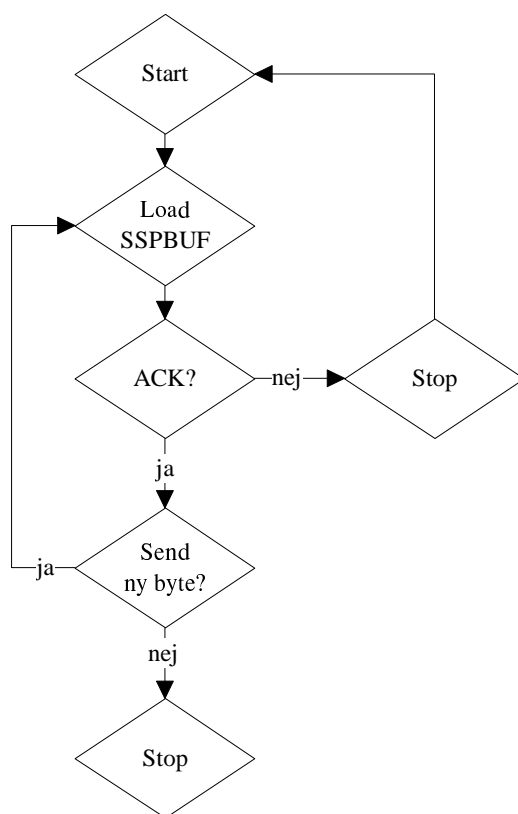 Start
Load
SSPBUF
ACK?
nej
Stop
ja
Send
ny byte?
ja
nej
Stop